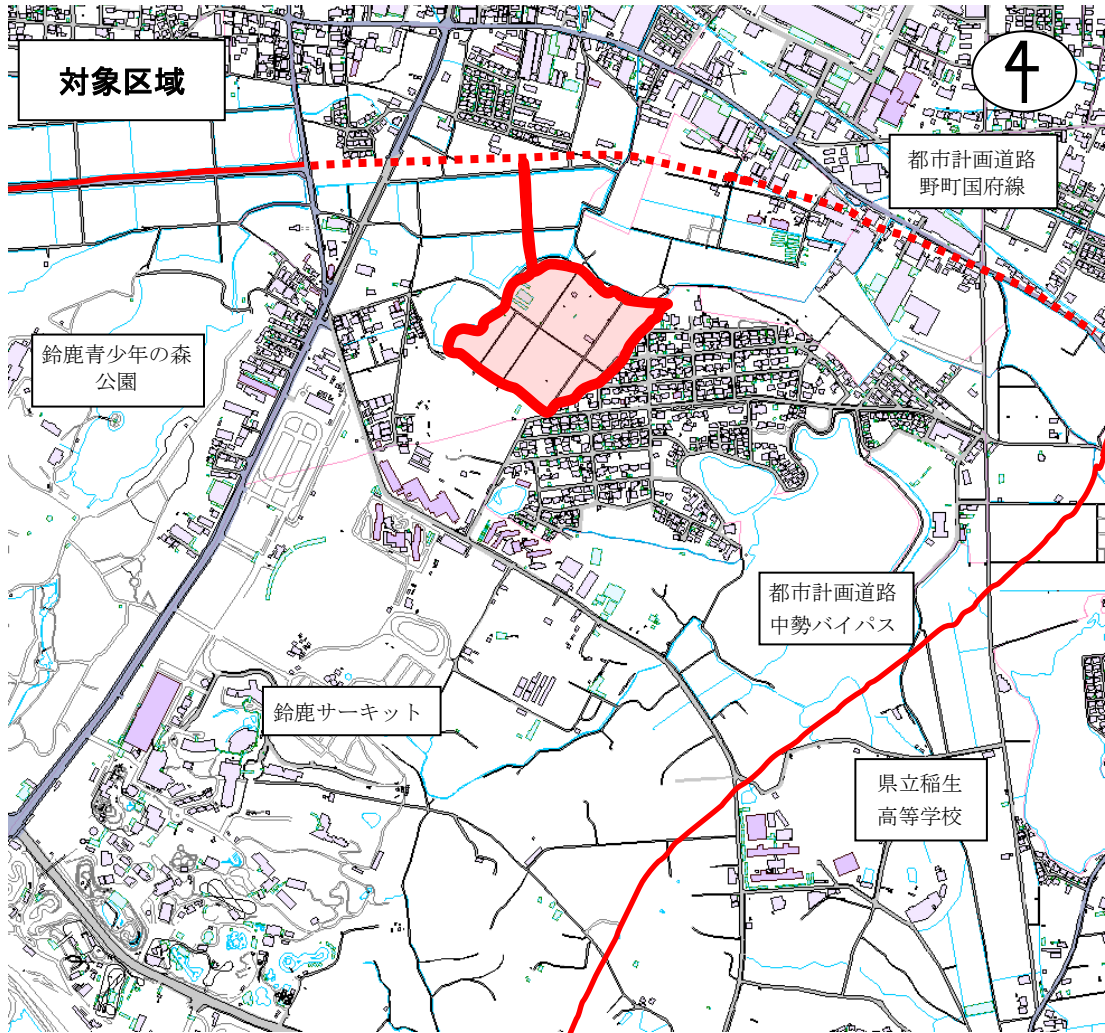 対象区域
都市計画道路
野町国府線
鈴鹿青少年の森
公園
都市計画道路
中勢バイパス
鈴鹿サーキット
県立稲生
高等学校